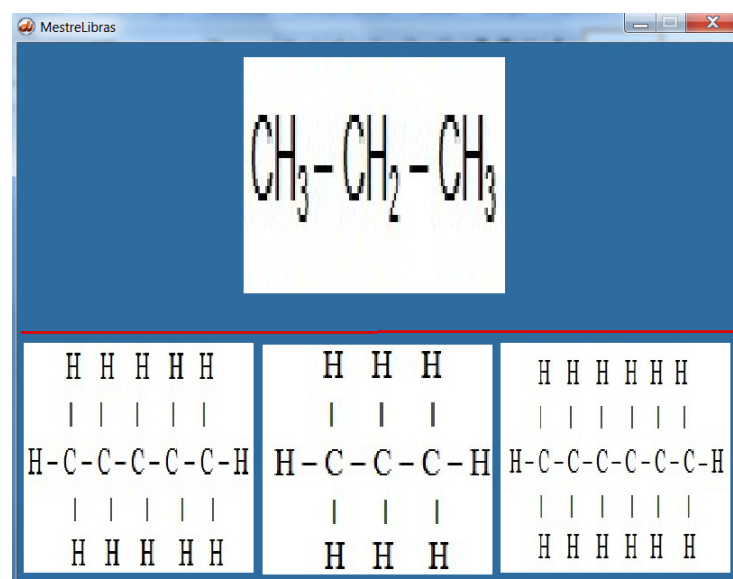 MestreLibras
CH₃–CH₂–CH₃
H H H H H
| | | | |
H-C-C-C-C-C-H
| | | | |
H H H H H
H H H
| | |
H-C-C-C-H
| | |
H H H
H H H H H H
| | | | | |
H-C-C-C-C-C-C-H
| | | | | |
H H H H H H